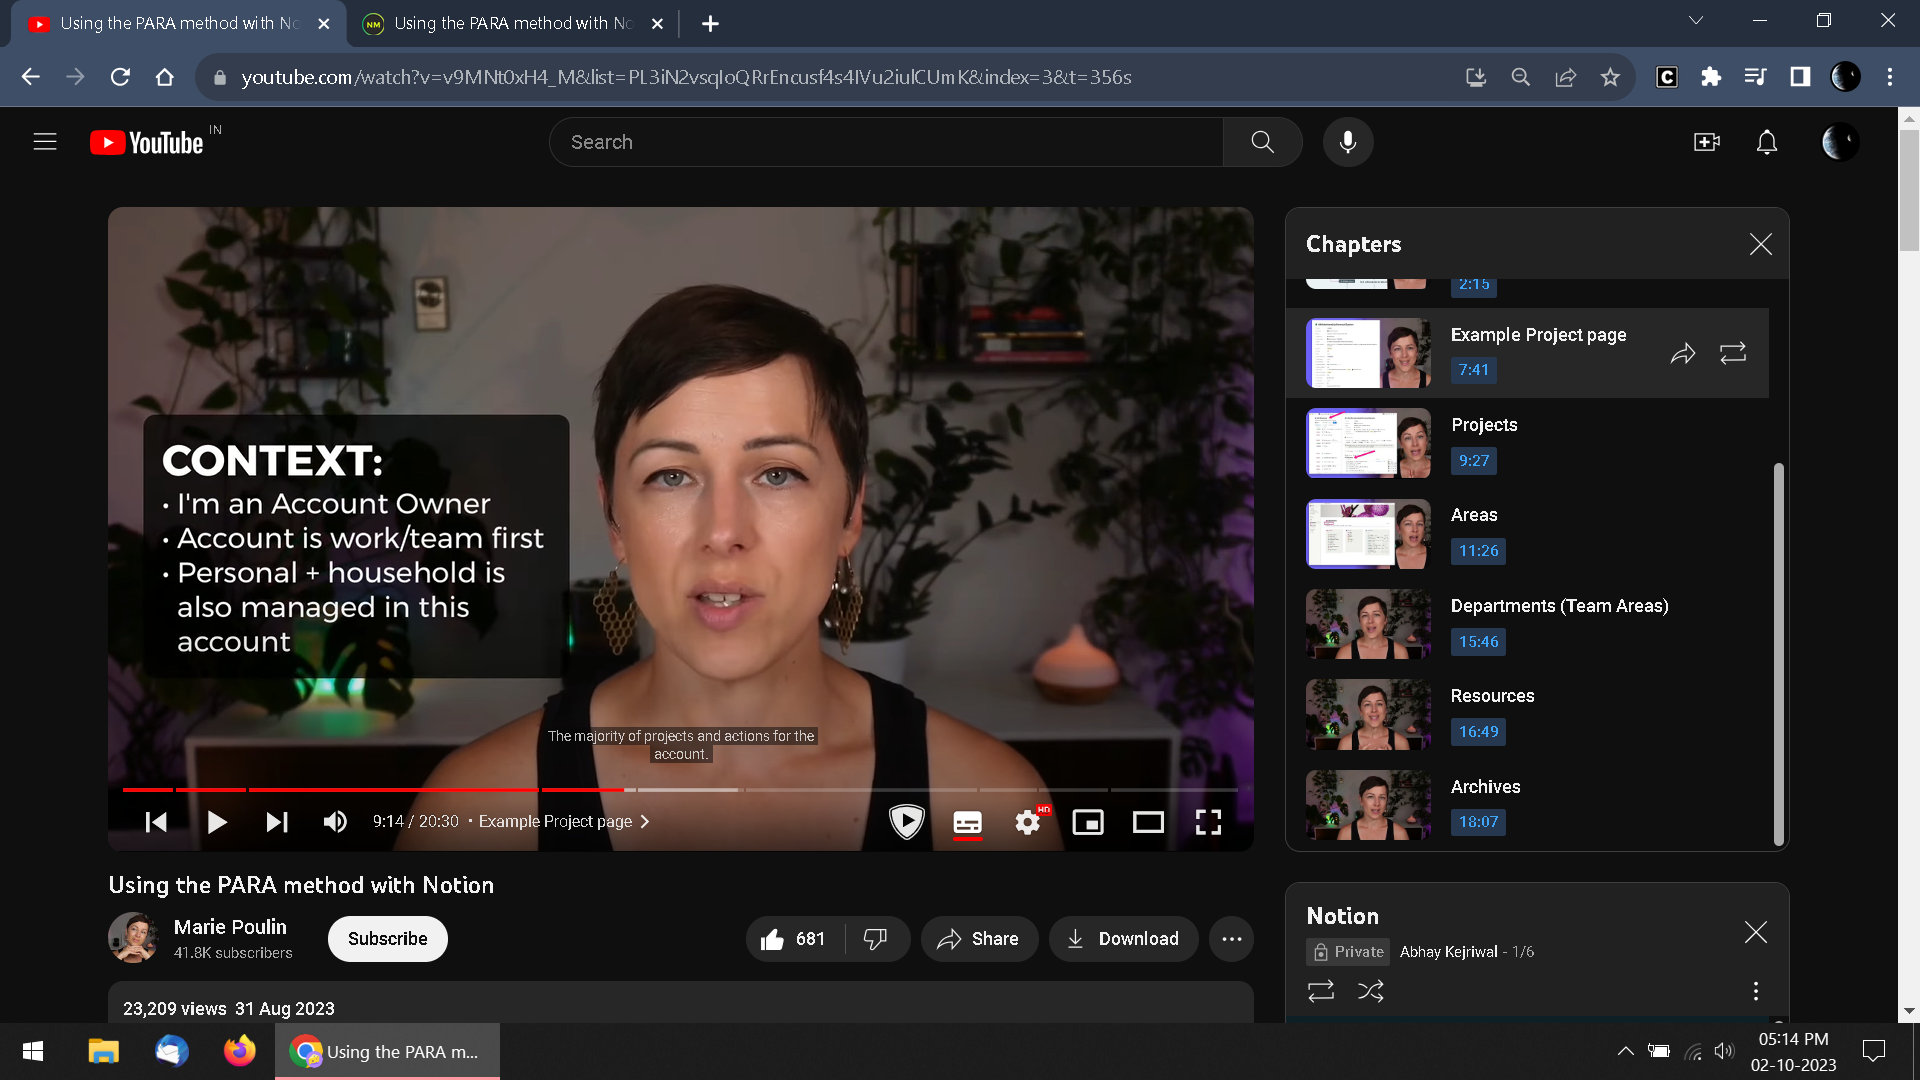 Using the PARA method with No
Using the PARA method with No
youtube.com/watch?v=v9MNt0xH4_M&list=PL3iN2vsqIoQRrEncusf4s4IVu2iulCUmK&index=3&t=356s
YouTube IN
Search
Chapters
2:15
Example Project page
7:41
Projects
9:27
Areas
11:26
Departments (Team Areas)
15:46
Resources
16:49
Archives
18:07
CONTEXT:
• I'm an Account Owner
• Account is work/team first
• Personal + household is
also managed in this
account
The majority of projects and actions for the
account.
9:14 / 20:30 • Example Project page
HD
Using the PARA method with Notion
Marie Poulin
41.8K subscribers
Subscribe
681
Share
Download
23,209 views 31 Aug 2023
Notion
Private Abhay Kejriwal - 1/6
Using the PARA m...
05:14 PM
02-10-2023